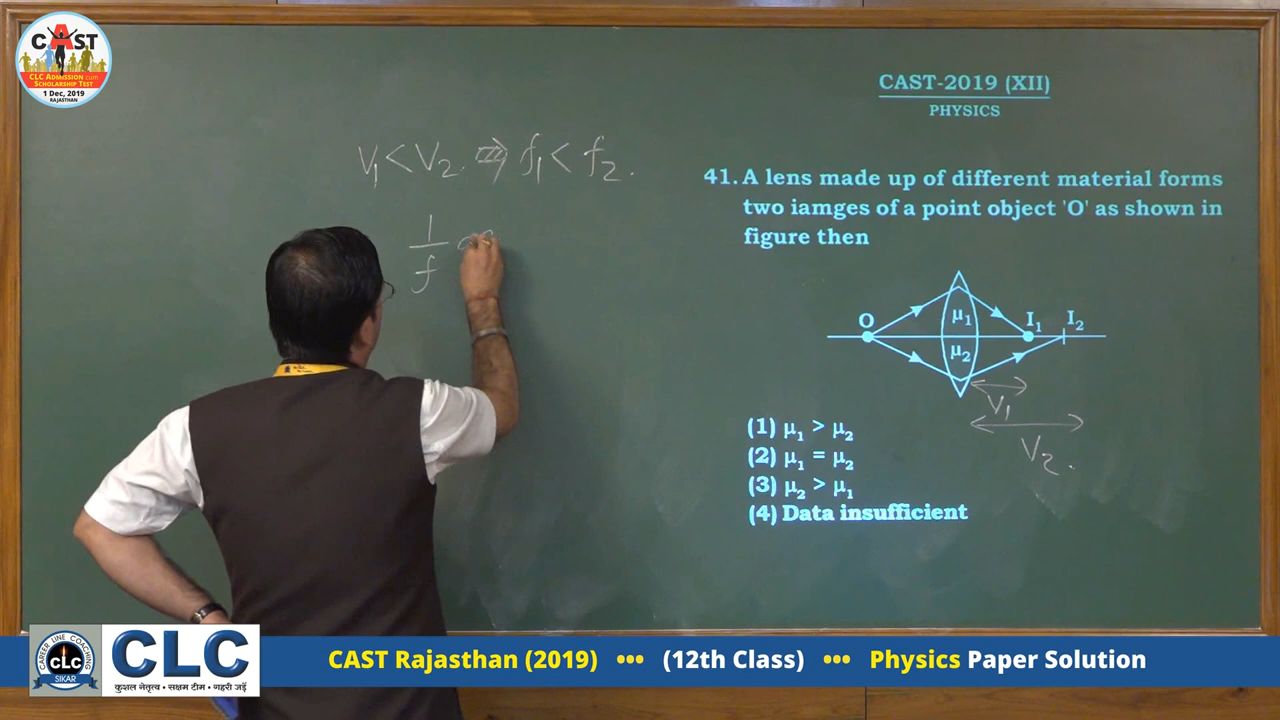 CAST
CLC ADMISSION cum
SCHOLARSHIP TEST
1 Dec, 2019
RAJASTHAN
CAST-2019 (XII)
PHYSICS
V₁ < V₂ ⇒ f₁ < f₂.
1/f ∝
41. A lens made up of different material forms
two iamges of a point object 'O' as shown in
figure then
O μ₁ I₁ I₂
μ₂
V₁
V₂.
(1) μ₁ > μ₂
(2) μ₁ = μ₂
(3) μ₂ > μ₁
(4) Data insufficient
CAREER LINE COACHING
CLC
SIKAR
CLC
कुशल नेतृत्व • सक्षम टीम • गहरी जड़ें
CAST Rajasthan (2019) ••• (12th Class) ••• Physics Paper Solution